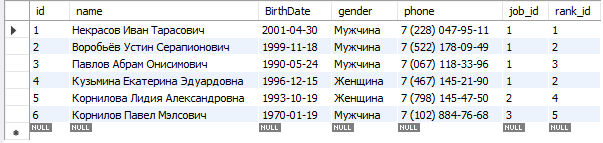 id name BirthDate gender phone job_id rank_id
1 Некрасов Иван Тарасович 2001-04-30 Мужчина 7 (228) 047-95-11 1 1
2 Воробьёв Устин Серапионович 1999-11-18 Мужчина 7 (522) 178-09-49 1 2
3 Павлов Абрам Онисимович 1990-05-24 Мужчина 7 (067) 118-33-96 1 3
4 Кузьмина Екатерина Эдуардовна 1996-12-15 Женщина 7 (467) 145-21-90 1 2
5 Корнилова Лидия Александровна 1993-10-19 Женщина 7 (798) 145-47-50 2 4
6 Корнилов Павел Мэлсович 1970-01-19 Мужчина 7 (102) 884-76-68 3 5
NULL NULL NULL NULL NULL NULL NULL